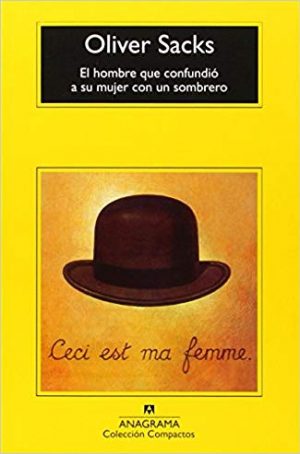 Oliver Sacks
El hombre que confundió
a su mujer con un sombrero
Ceci est ma femme.
ANAGRAMA
Colección Compactos